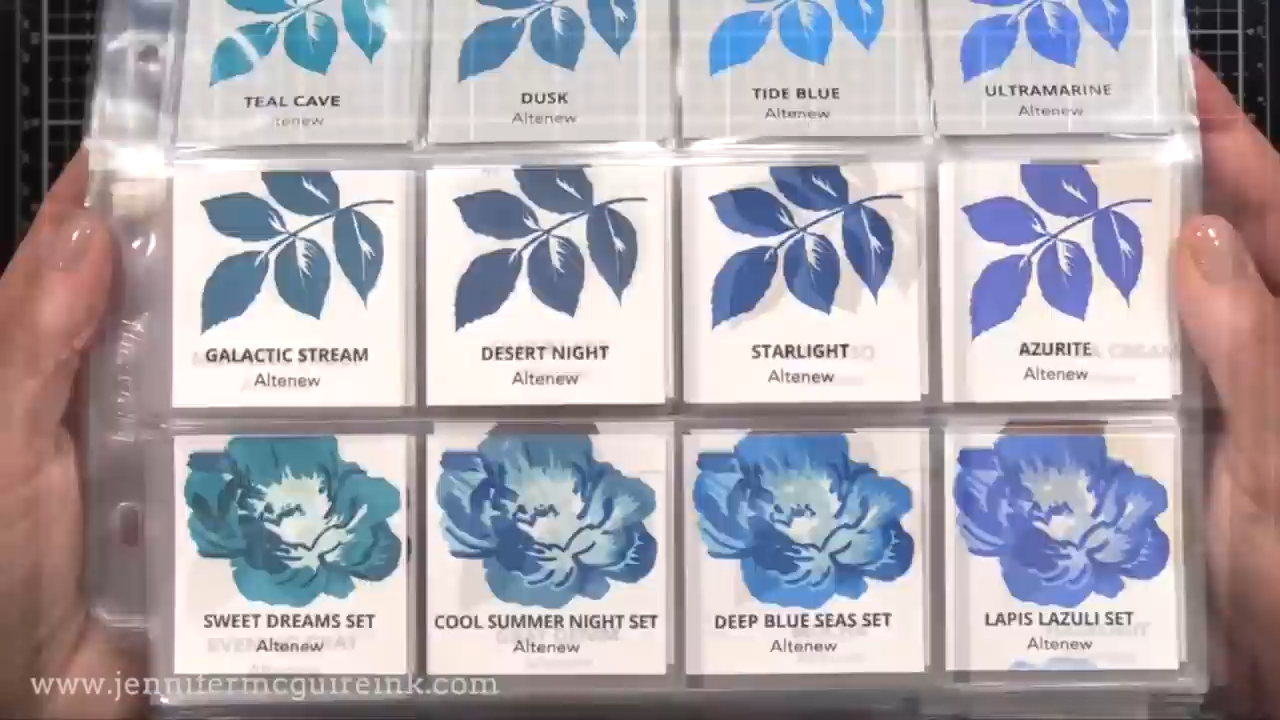 TEAL CAVE
Altenew
DUSK
Altenew
TIDE BLUE
Altenew
ULTRAMARINE
Altenew
GALACTIC STREAM
Altenew
DESERT NIGHT
Altenew
STARLIGHT
Altenew
AZURITE
Altenew
SWEET DREAMS SET
Altenew
COOL SUMMER NIGHT SET
Altenew
DEEP BLUE SEAS SET
Altenew
LAPIS LAZULI SET
Altenew
www.jennifermcguireink.com